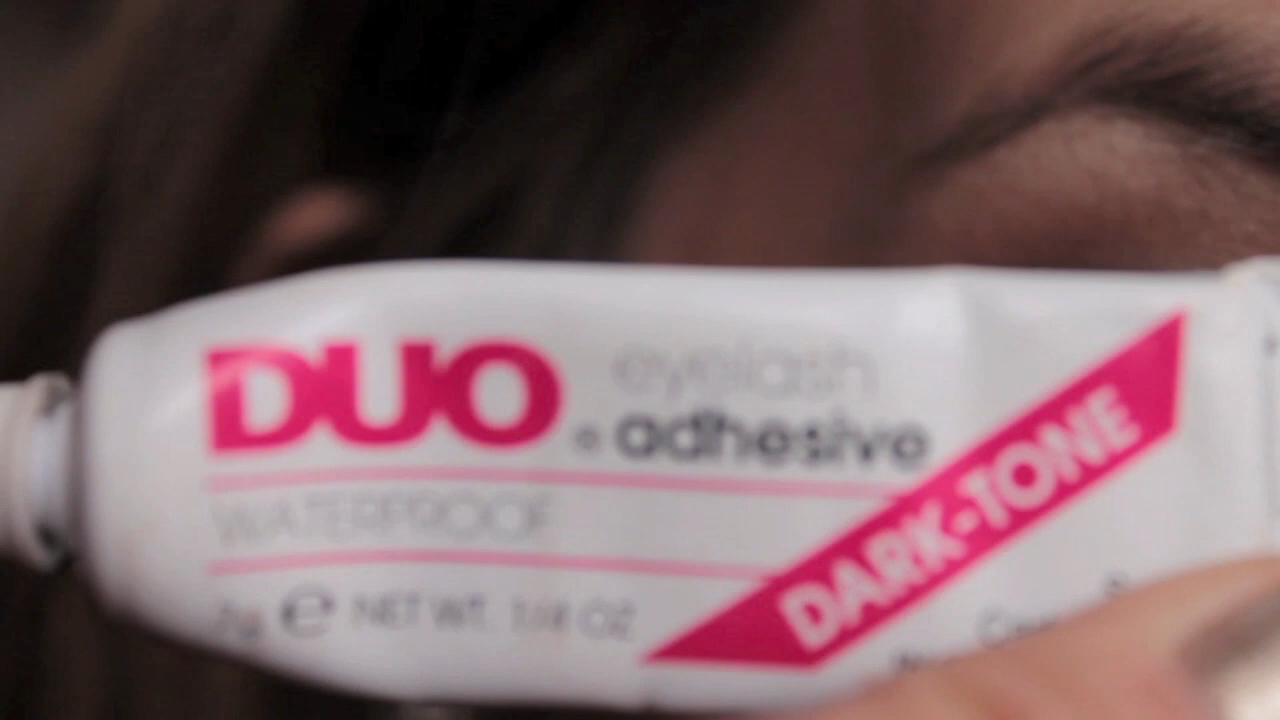 DUO eyelash
adhesive
WATERPROOF
7g ℮ NET WT. 1/4 OZ
DARK-TONE